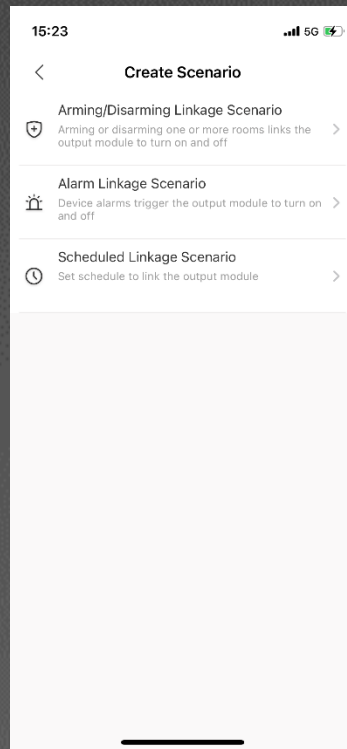 15:23
5G
Create Scenario
Arming/Disarming Linkage Scenario
Arming or disarming one or more rooms links the
output module to turn on and off
Alarm Linkage Scenario
Device alarms trigger the output module to turn on
and off
Scheduled Linkage Scenario
Set schedule to link the output module